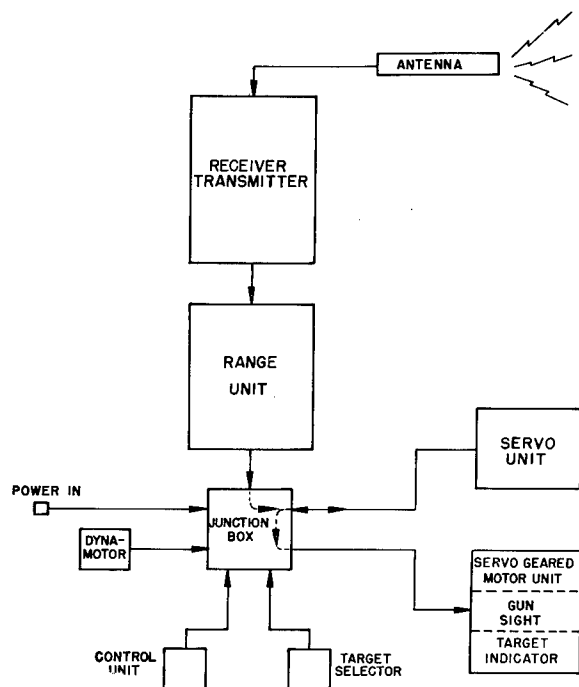 ANTENNA
RECEIVER
TRANSMITTER
RANGE
UNIT
SERVO
UNIT
POWER IN
JUNCTION
BOX
DYNA-
MOTOR
SERVO GEARED
MOTOR UNIT
GUN
SIGHT
TARGET
INDICATOR
CONTROL
UNIT
TARGET
SELECTOR